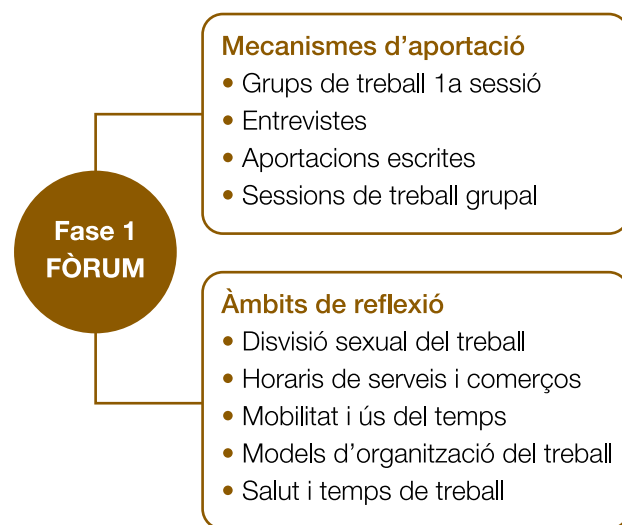 Mecanismes d’aportació
• Grups de treball 1a sessió
• Entrevistes
• Aportacions escrites
• Sessions de treball grupal
Fase 1
FÒRUM
Àmbits de reflexió
• Disvisió sexual del treball
• Horaris de serveis i comerços
• Mobilitat i ús del temps
• Models d’organització del treball
• Salut i temps de treball